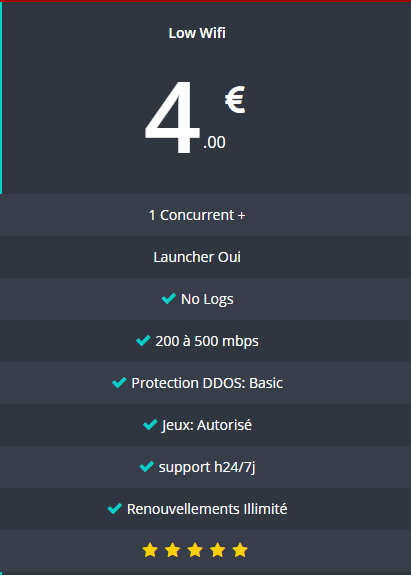 Low Wifi
4.00€
1 Concurrent +
Launcher Oui
No Logs
200 à 500 mbps
Protection DDOS: Basic
Jeux: Autorisé
support h24/7j
Renouvellements Illimité